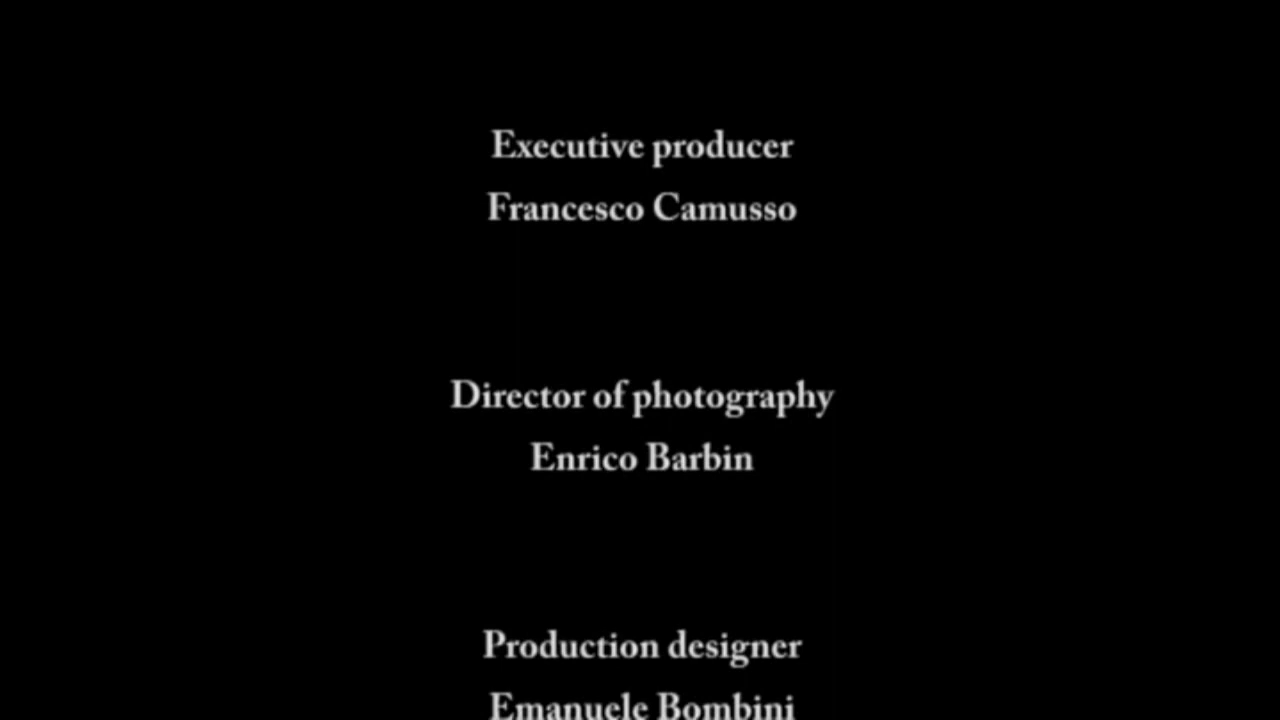 Executive producer
Francesco Camusso
Director of photography
Enrico Barbin
Production designer
Emanuele Bombini